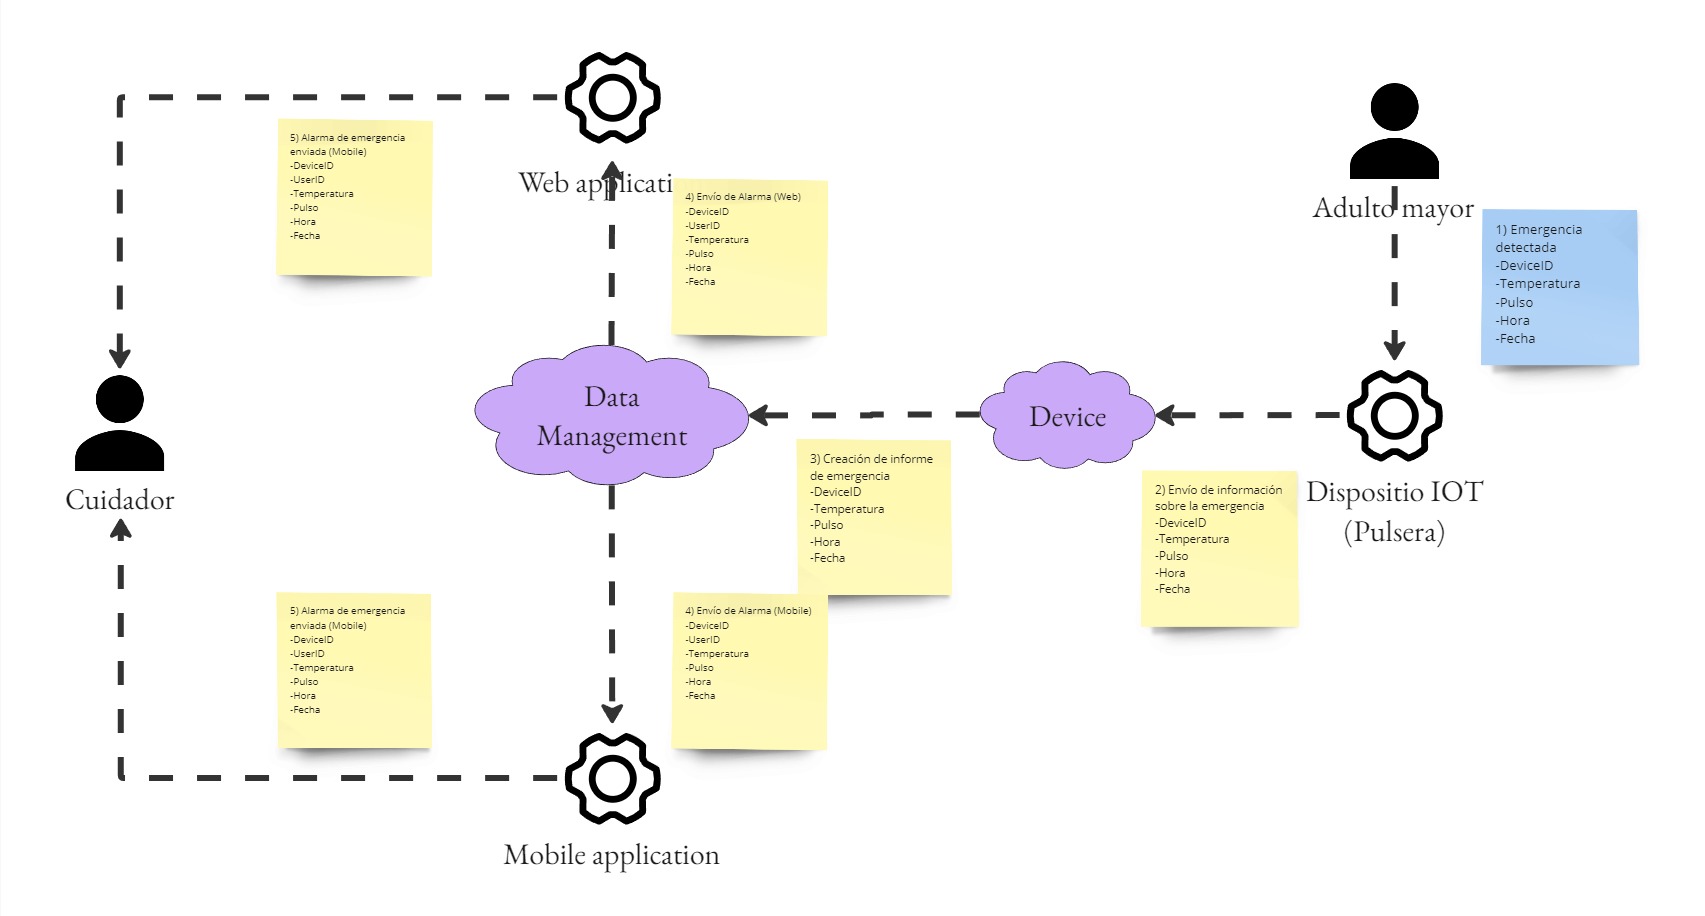 5) Alarma de emergencia
enviada (Mobile)
-DeviceID
-UserID
-Temperatura
-Pulso
-Hora
-Fecha
Web applicati
4) Envío de Alarma (Web)
-DeviceID
-UserID
-Temperatura
-Pulso
-Hora
-Fecha
Adulto mayor
1) Emergencia
detectada
-DeviceID
-Temperatura
-Pulso
-Hora
-Fecha
Cuidador
Data
Management
Device
Dispositio IOT
(Pulsera)
3) Creación de informe
de emergencia
-DeviceID
-Temperatura
-Pulso
-Hora
-Fecha
2) Envío de información
sobre la emergencia
-DeviceID
-Temperatura
-Pulso
-Hora
-Fecha
5) Alarma de emergencia
enviada (Mobile)
-DeviceID
-UserID
-Temperatura
-Pulso
-Hora
-Fecha
4) Envío de Alarma (Mobile)
-DeviceID
-UserID
-Temperatura
-Pulso
-Hora
-Fecha
Mobile application